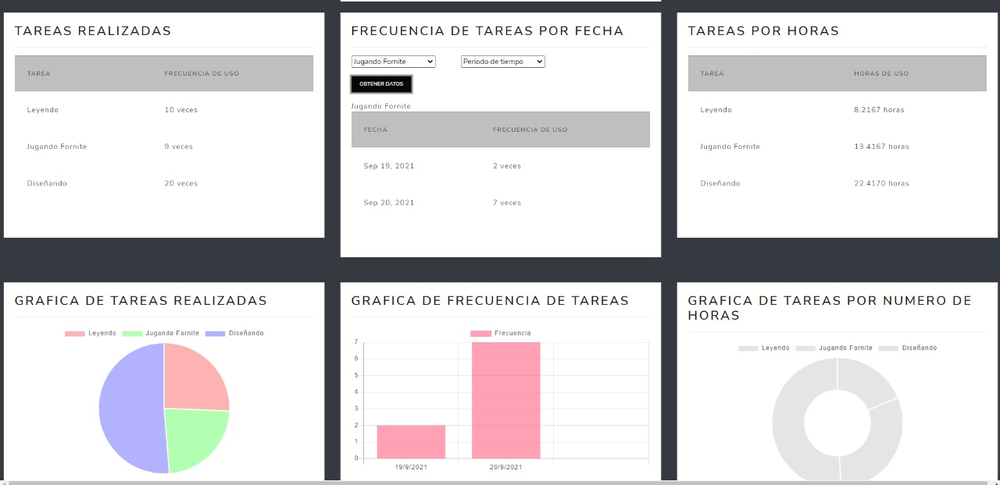 TAREAS REALIZADAS
TAREA FRECUENCIA DE USO
Leyendo 10 veces
Jugando Fornite 9 veces
Diseñando 20 veces
FRECUENCIA DE TAREAS POR FECHA
Jugando Fornite Periodo de tiempo
OBTENER DATOS
Jugando Fornite
FECHA FRECUENCIA DE USO
Sep 19, 2021 2 veces
Sep 20, 2021 7 veces
TAREAS POR HORAS
TAREA HORAS DE USO
Leyendo 8.2167 horas
Jugando Fornite 13.4167 horas
Diseñando 22.4170 horas
GRAFICA DE TAREAS REALIZADAS
Leyendo Jugando Fornite Diseñando
GRAFICA DE FRECUENCIA DE TAREAS
Frecuencia
7
6
5
4
3
2
1
0
19/9/2021 20/9/2021
GRAFICA DE TAREAS POR NUMERO DE
HORAS
Leyendo Jugando Fornite Diseñando